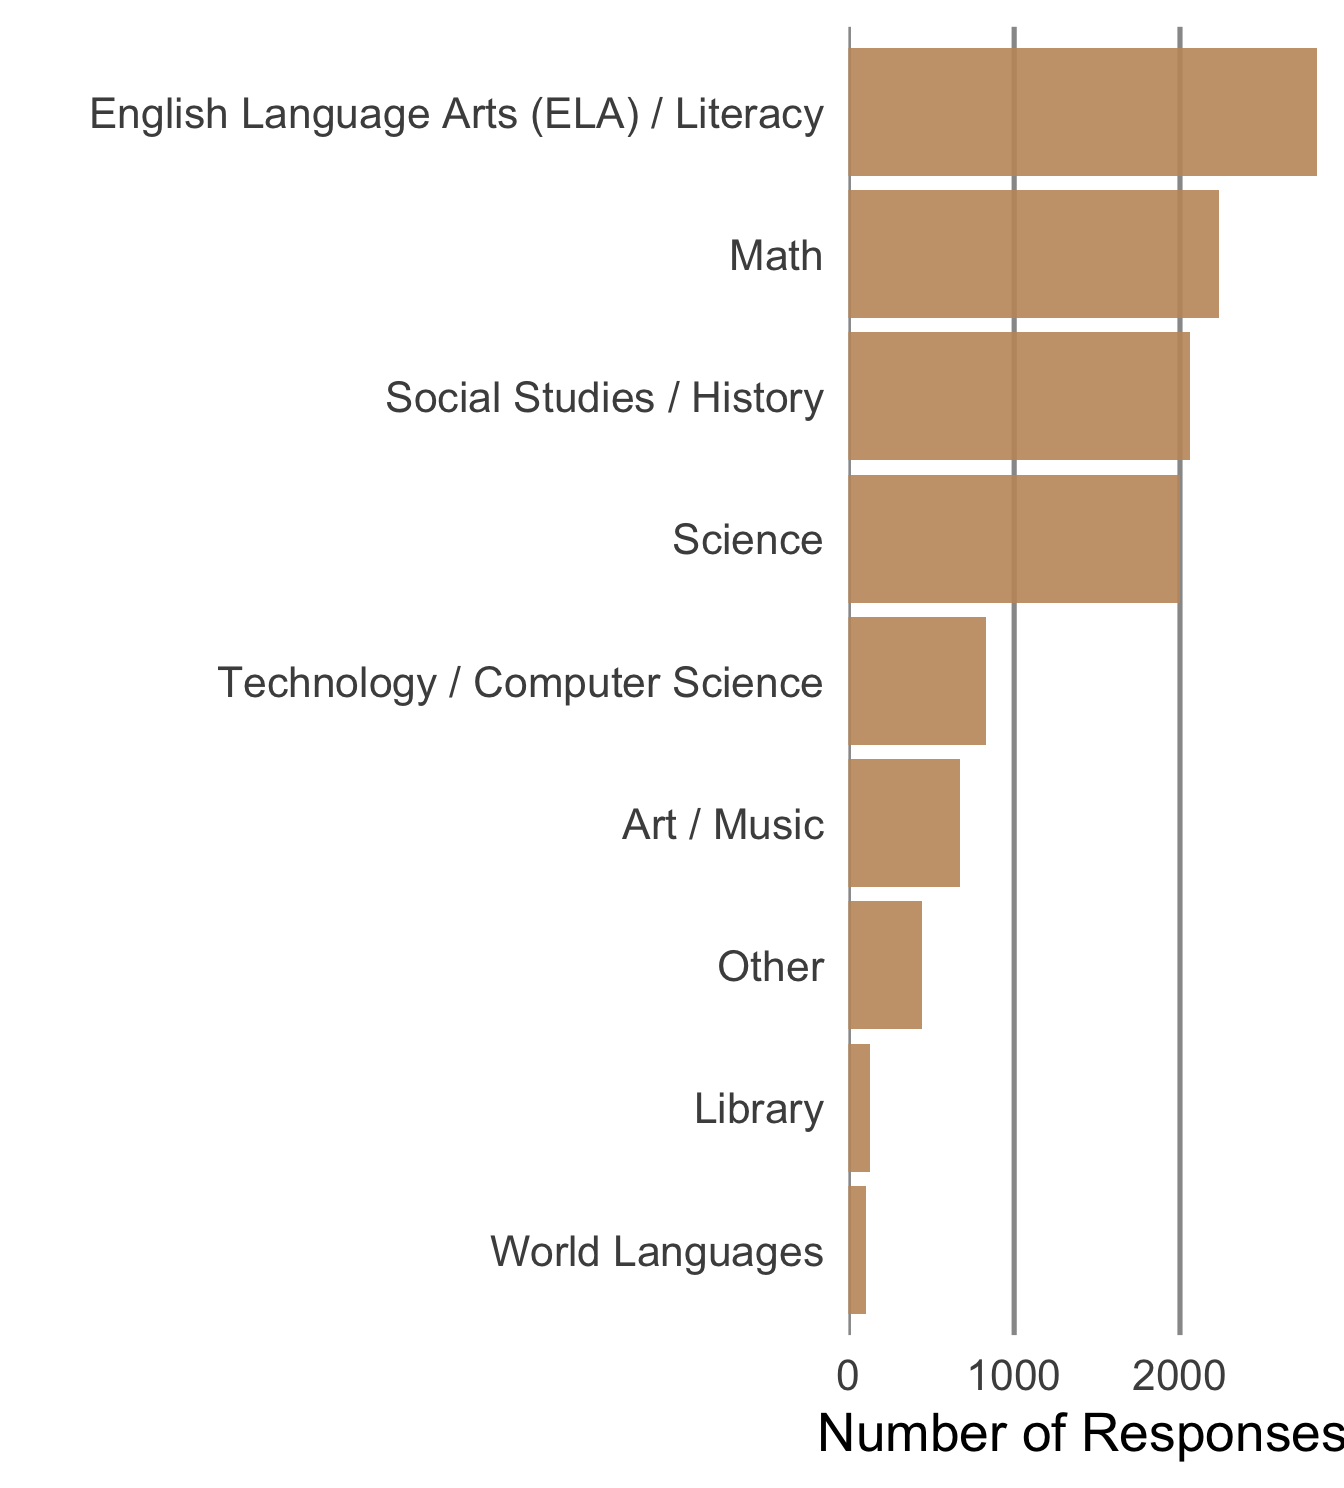 English Language Arts (ELA) / Literacy
Math
Social Studies / History
Science
Technology / Computer Science
Art / Music
Other
Library
World Languages
0 1000 2000
Number of Responses